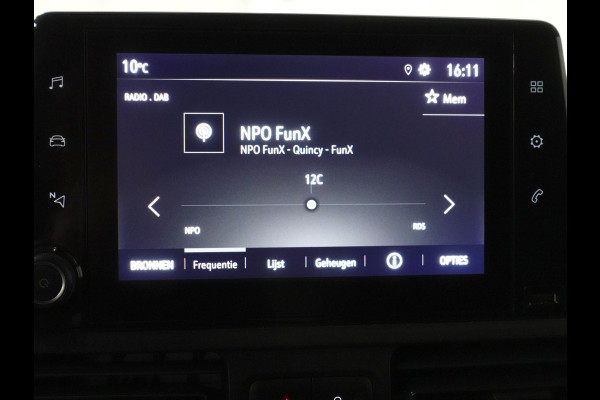 10°C 16:11
RADIO . DAB Mem
NPO FunX
NPO FunX - Quincy - FunX
12C
NPO RDS
BRONNEN Frequentie Lijst Geheugen OPTIES
N